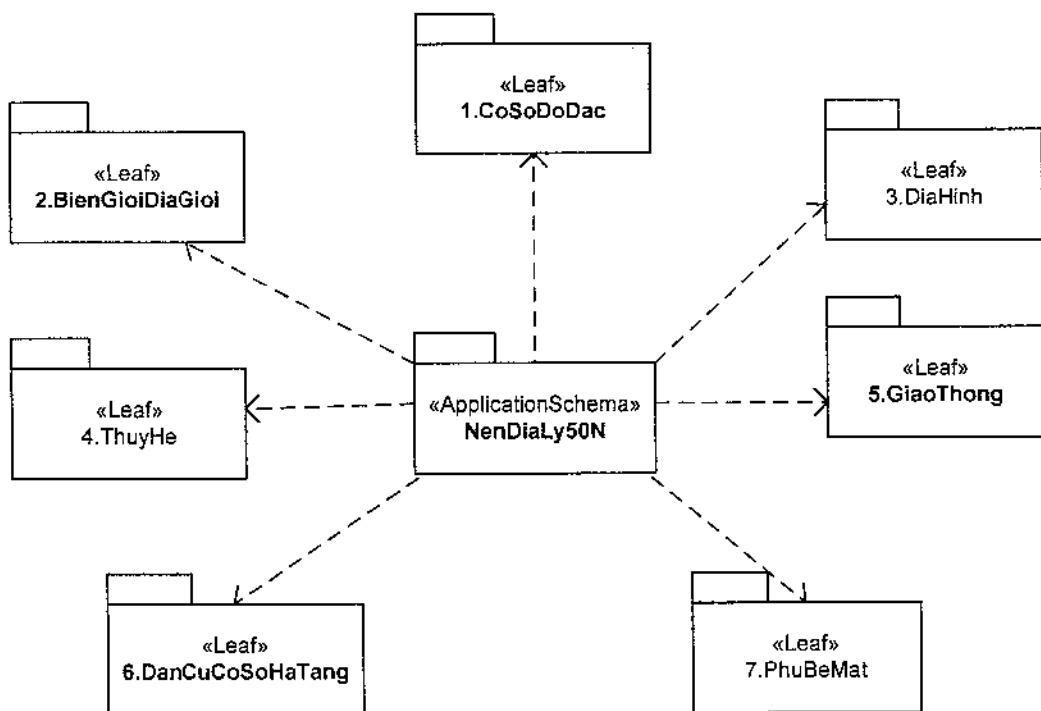 «Leaf»
1.CoSoDoDac
«Leaf»
2.BienGioiDiaGioi
«Leaf»
3.DiaHinh
«Leaf»
4.ThuyHe
«ApplicationSchema»
NenDiaLy50N
«Leaf»
5.GiaoThong
«Leaf»
6.DanCuCoSoHaTang
«Leaf»
7.PhuBeMat